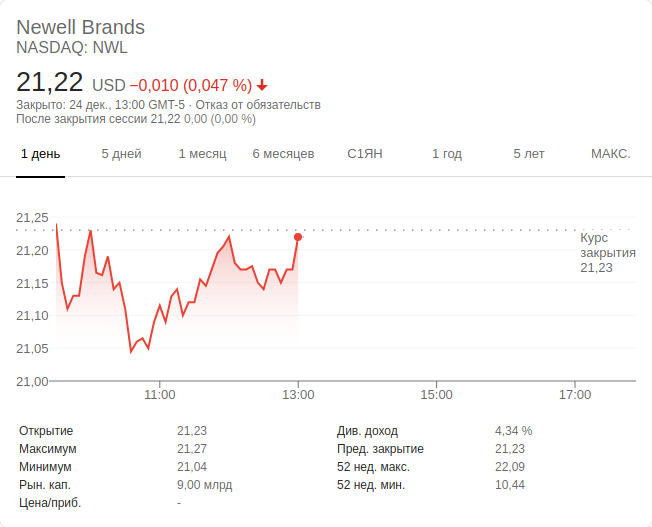 Newell Brands
NASDAQ: NWL
21,22 USD −0,010 (0,047 %)
Закрыто: 24 дек., 13:00 GMT-5 · Отказ от обязательств
После закрытия сессии 21,22 0,00 (0,00 %)
1 день 5 дней 1 месяц 6 месяцев С1ЯН 1 год 5 лет МАКС.
21,25
21,20
21,15
21,10
21,05
21,00
Курс
закрытия
21,23
11:00 13:00 15:00 17:00
Открытие 21,23 Див. доход 4,34 %
Максимум 21,27 Пред. закрытие 21,23
Минимум 21,04 52 нед. макс. 22,09
Рын. кап. 9,00 млрд 52 нед. мин. 10,44
Цена/приб. -